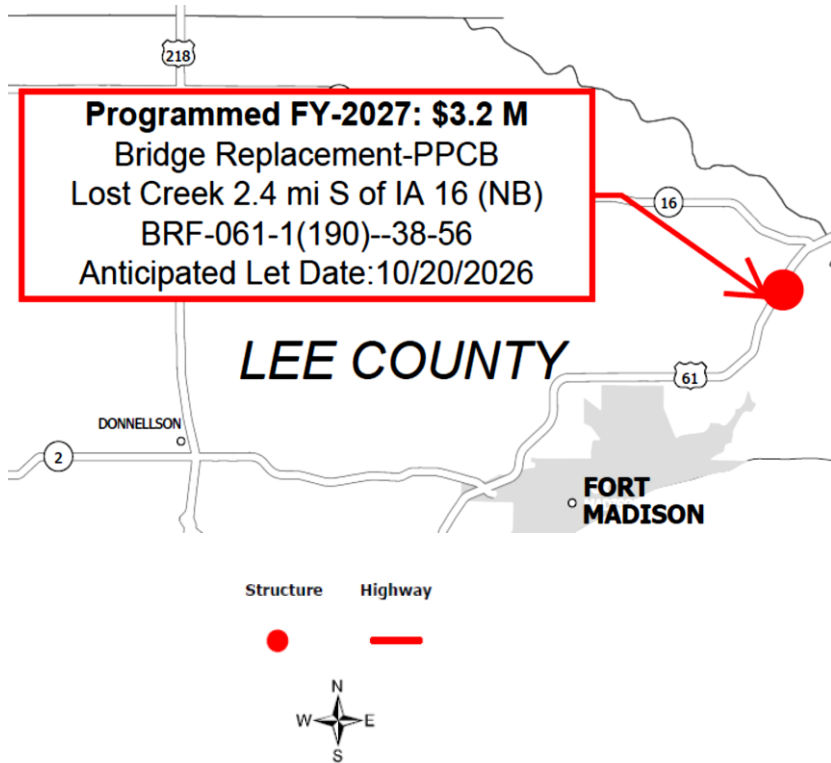 218
Programmed FY-2027: $3.2 M
Bridge Replacement-PPCB
Lost Creek 2.4 mi S of IA 16 (NB)
BRF-061-1(190)--38-56
Anticipated Let Date:10/20/2026
16
LEE COUNTY
61
DONNELLSON
2
FORT
MADISON
Structure Highway
N
W E
S